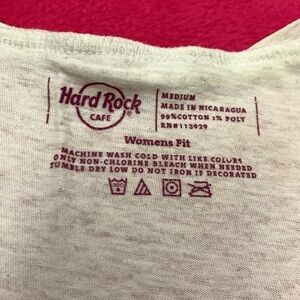 Hard Rock
CAFE
MEDIUM
MADE IN NICARAGUA
99%COTTON 1% POLY
RN#113929
Womens Fit
MACHINE WASH COLD WITH LIKE COLORS
ONLY NON-CHLORINE BLEACH WHEN NEEDED
TUMBLE DRY LOW DO NOT IRON IF DECORATED